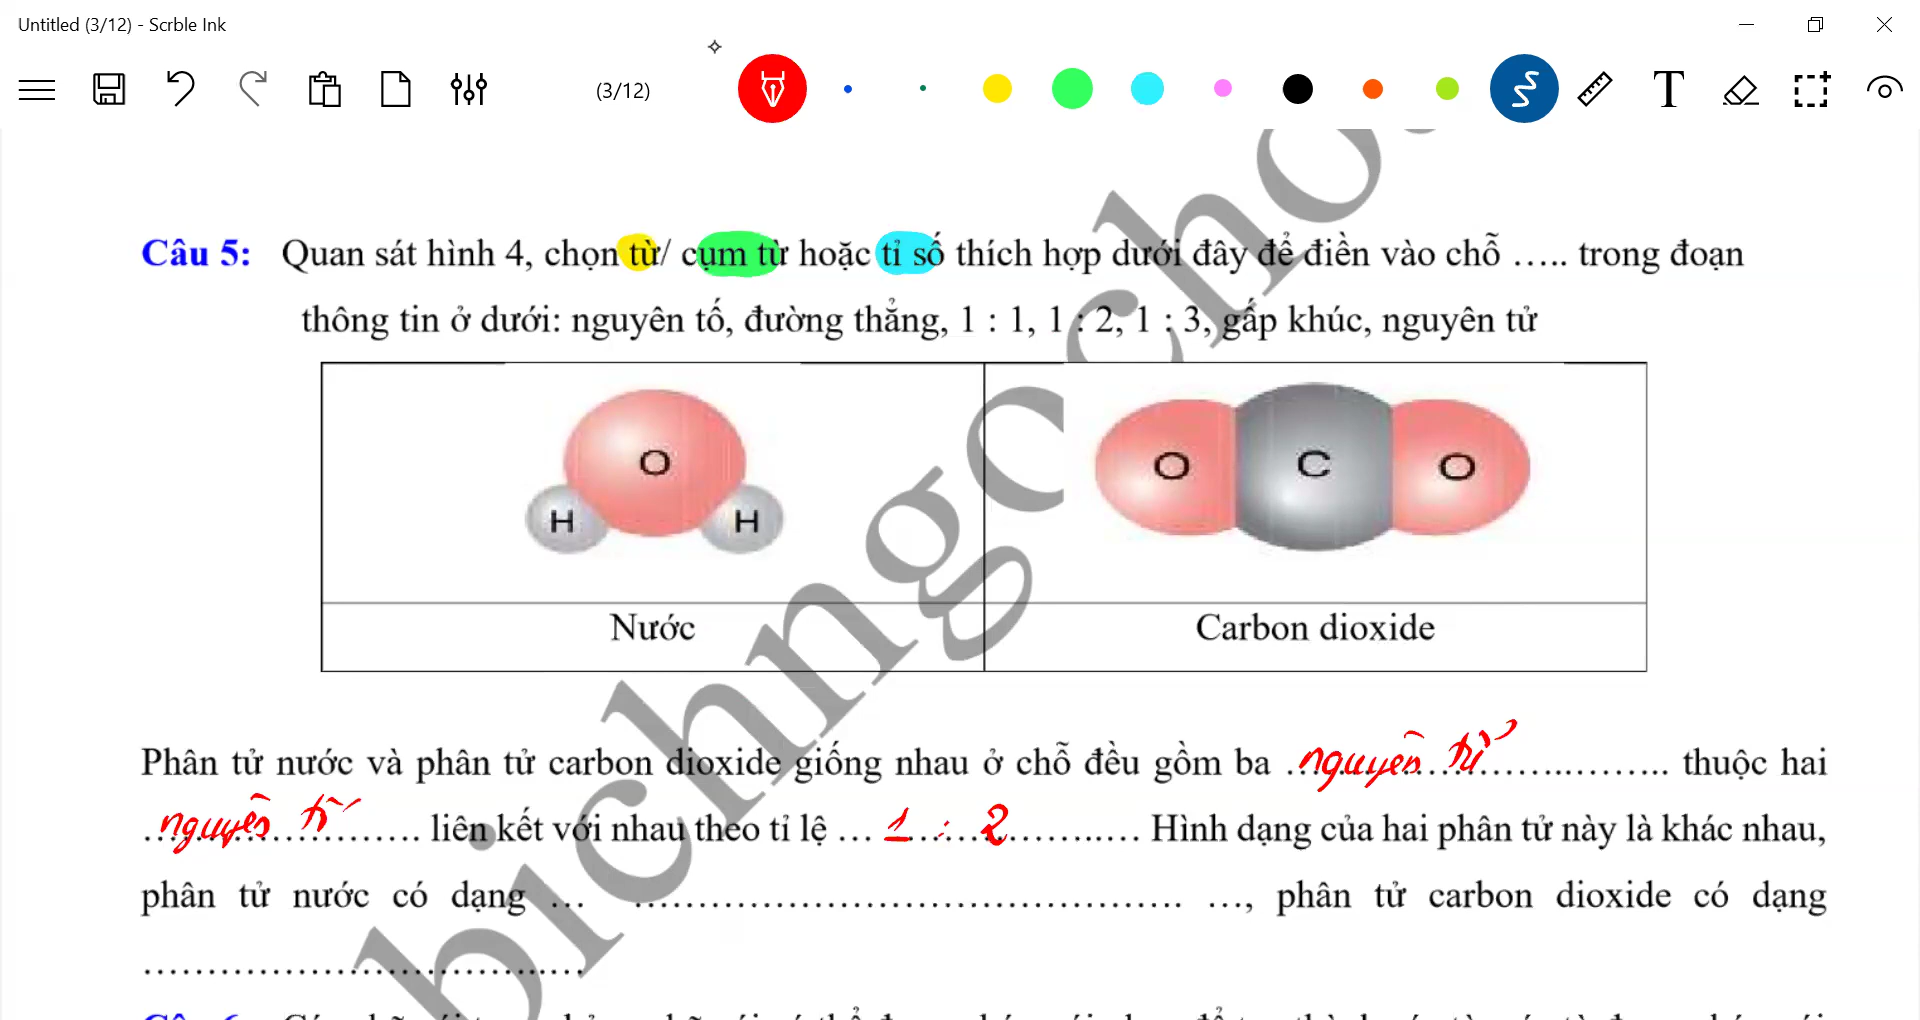 Untitled (3/12) - Scrble Ink
(3/12)
T
Câu 5: Quan sát hình 4, chọn từ/ cụm từ hoặc tỉ số thích hợp dưới đây để điền vào chỗ ….. trong đoạn
thông tin ở dưới: nguyên tố, đường thẳng, 1 : 1, 1 : 2, 1 : 3, gấp khúc, nguyên tử
O H H
O C O
Nước Carbon dioxide
Phân tử nước và phân tử carbon dioxide giống nhau ở chỗ đều gồm ba …nguyên tử……….. thuộc hai
…nguyên tố……. liên kết với nhau theo tỉ lệ … 1 : 2 ………… Hình dạng của hai phân tử này là khác nhau,
phân tử nước có dạng … ………………………………………… …, phân tử carbon dioxide có dạng
…………………………………
bichngoccho